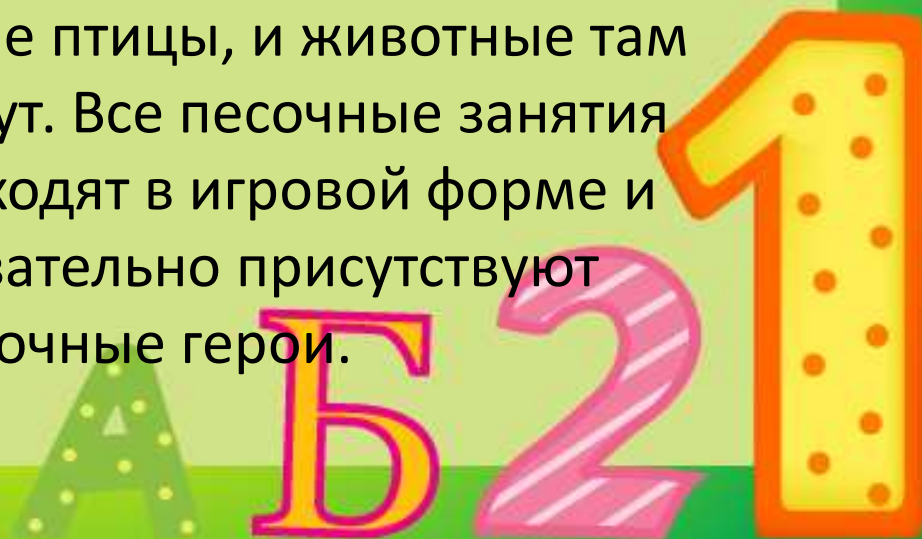 е птицы, и животные там
ут. Все песочные занятия
ходят в игровой форме и
зательно присутствуют
очные герои.
А Б 2 1